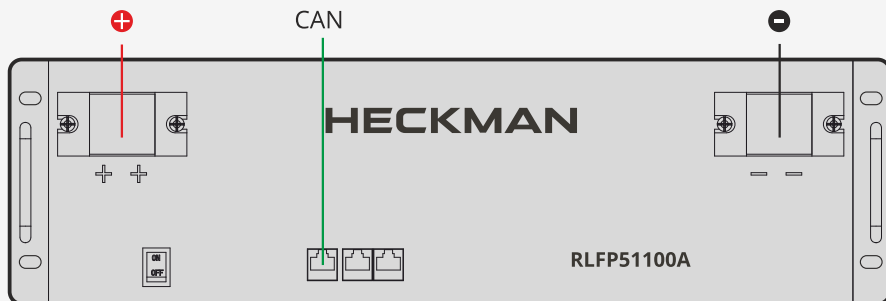 CAN
HECKMAN
+ +
– –
ON
OFF
RLFP51100A